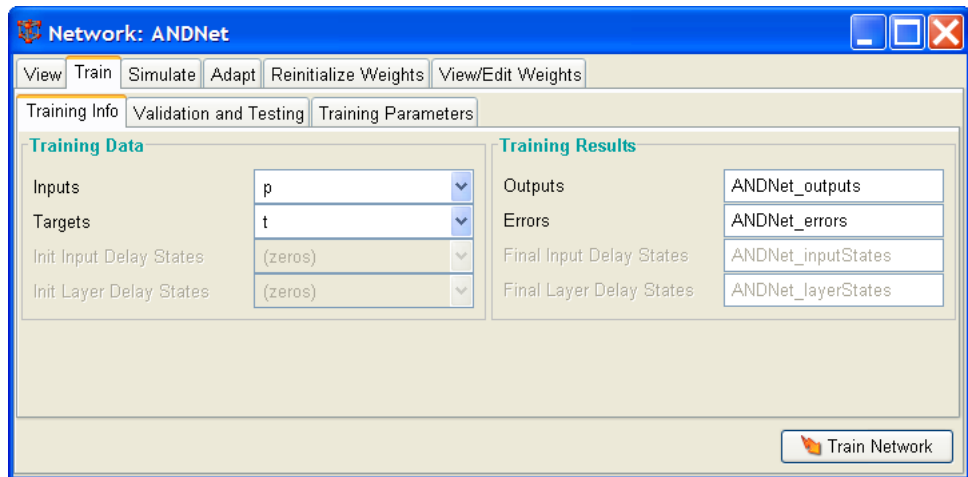 Network: ANDNet
View Train Simulate Adapt Reinitialize Weights View/Edit Weights
Training Info Validation and Testing Training Parameters
Training Data
Inputs p
Targets t
Init Input Delay States (zeros)
Init Layer Delay States (zeros)
Training Results
Outputs ANDNet_outputs
Errors ANDNet_errors
Final Input Delay States ANDNet_inputStates
Final Layer Delay States ANDNet_layerStates
Train Network